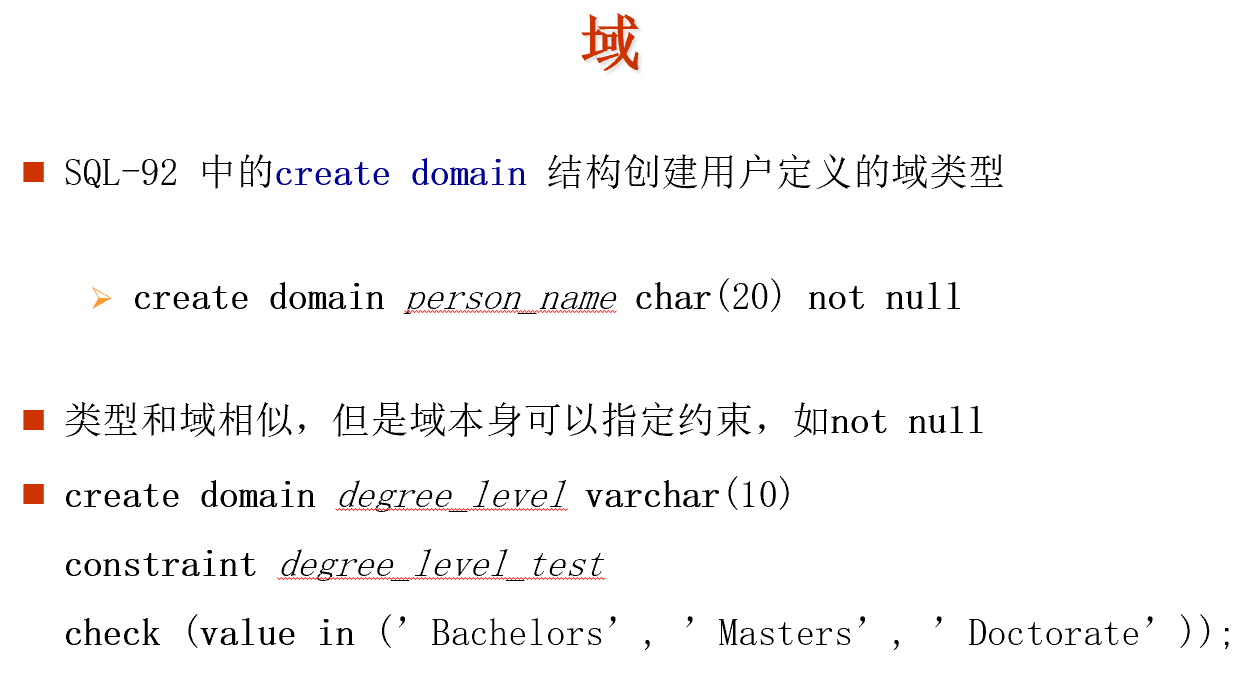 域
SQL-92 中的create domain 结构创建用户定义的域类型
create domain person_name char(20) not null
类型和域相似，但是域本身可以指定约束，如not null
create domain degree_level varchar(10)
constraint degree_level_test
check (value in (’Bachelors’, ’Masters’, ’Doctorate’));